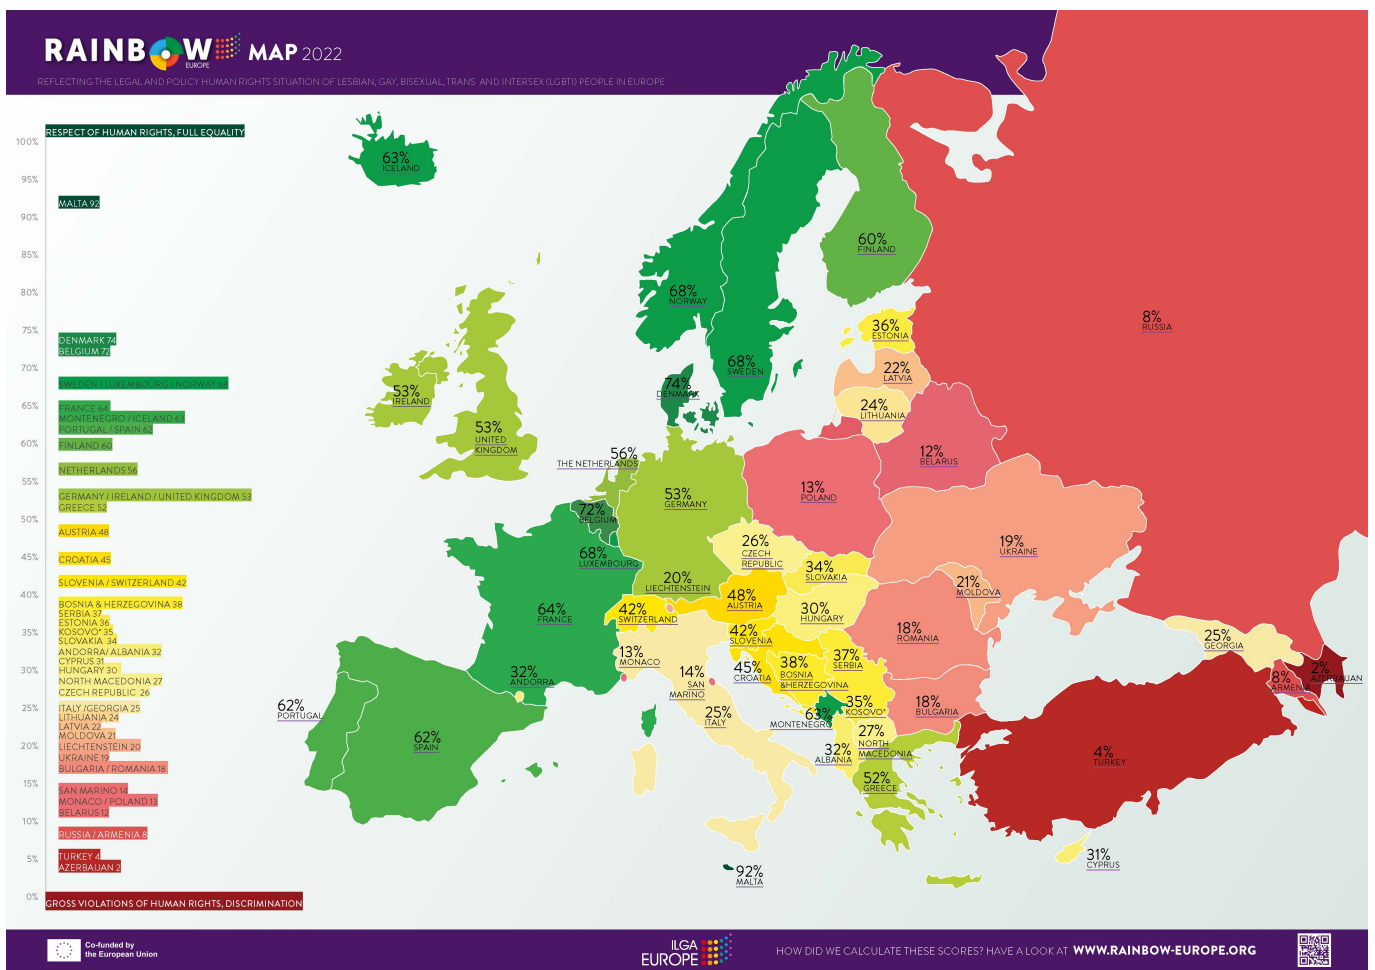 RAINBOW EUROPE MAP 2022
REFLECTING THE LEGAL AND POLICY HUMAN RIGHTS SITUATION OF LESBIAN, GAY, BISEXUAL, TRANS AND INTERSEX (LGBTI) PEOPLE IN EUROPE
RESPECT OF HUMAN RIGHTS, FULL EQUALITY
100%
95%
MALTA 92
90%
85%
80%
75%
DENMARK 74
BELGIUM 72
70%
SWEDEN / LUXEMBOURG / NORWAY 68
65%
FRANCE 64
MONTENEGRO / ICELAND 63
PORTUGAL / SPAIN 62
60%
FINLAND 60
NETHERLANDS 56
55%
GERMANY / IRELAND / UNITED KINGDOM 53
GREECE 52
50%
AUSTRIA 48
45%
CROATIA 45
SLOVENIA / SWITZERLAND 42
40%
BOSNIA & HERZEGOVINA 38
SERBIA 37
ESTONIA 36
35%
KOSOVO* 35
SLOVAKIA 34
ANDORRA/ ALBANIA 32
CYPRUS 31
30%
HUNGARY 30
NORTH MACEDONIA 27
CZECH REPUBLIC 26
25%
ITALY /GEORGIA 25
LITHUANIA 24
LATVIA 22
MOLDOVA 21
20%
LIECHTENSTEIN 20
UKRAINE 19
BULGARIA / ROMANIA 18
15%
SAN MARINO 14
MONACO / POLAND 13
BELARUS 12
10%
RUSSIA / ARMENIA 8
5%
TURKEY 4
AZERBAIJAN 2
0%
GROSS VIOLATIONS OF HUMAN RIGHTS, DISCRIMINATION
63%
ICELAND
60%
FINLAND
68%
NORWAY
68%
SWEDEN
8%
RUSSIA
36%
ESTONIA
22%
LATVIA
24%
LITHUANIA
74%
DENMARK
53%
IRELAND
53%
UNITED
KINGDOM
56%
THE NETHERLANDS
12%
BELARUS
13%
POLAND
53%
GERMANY
72%
BELGIUM
68%
LUXEMBOURG
26%
CZECH
REPUBLIC
19%
UKRAINE
34%
SLOVAKIA
20%
LIECHTENSTEIN
21%
MOLDOVA
48%
AUSTRIA
64%
FRANCE
42%
SWITZERLAND
30%
HUNGARY
18%
ROMANIA
42%
SLOVENIA
25%
GEORGIA
13%
MONACO
37%
SERBIA
45%
CROATIA
38%
BOSNIA
&HERZEGOVINA
14%
SAN
MARINO
32%
ANDORRA
2%
AZERBAIJAN
8%
ARMENIA
62%
PORTUGAL
62%
SPAIN
25%
ITALY
63%
MONTENEGRO
35%
KOSOVO*
18%
BULGARIA
27%
NORTH
MACEDONIA
32%
ALBANIA
4%
TURKEY
52%
GREECE
31%
CYPRUS
92%
MALTA
Co-funded by
the European Union
ILGA
EUROPE
HOW DID WE CALCULATE THESE SCORES? HAVE A LOOK AT WWW.RAINBOW-EUROPE.ORG